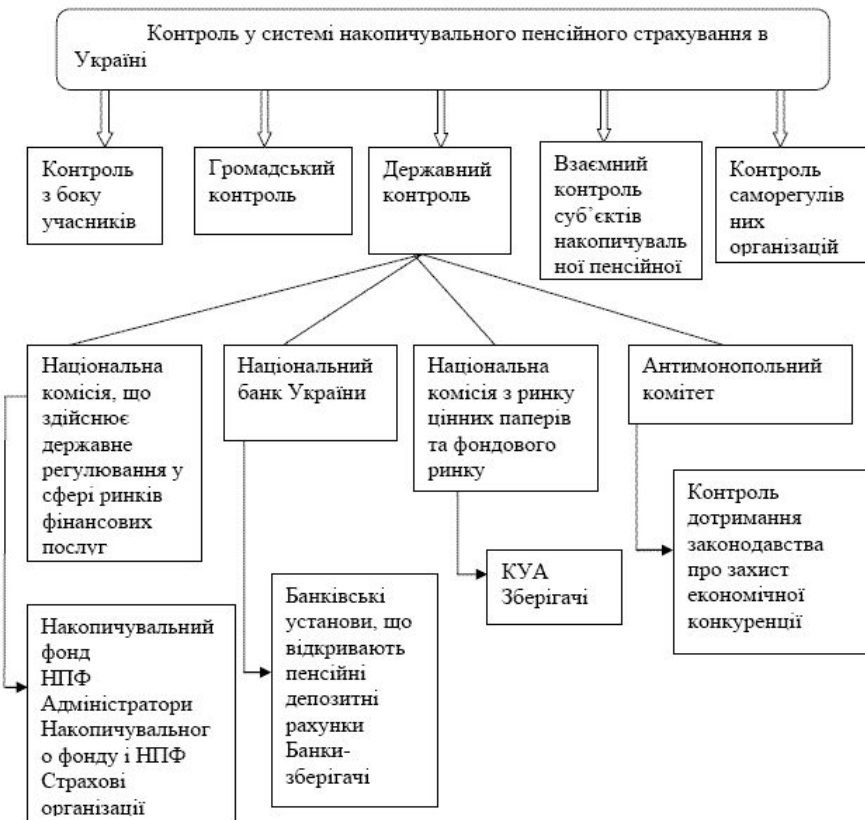 Контроль у системі накопичувального пенсійного страхування в
Україні
Контроль
з боку
учасників
Громадський
контроль
Державний
контроль
Взаємний
контроль
суб’єктів
накопичуваль
ної пенсійної
Контроль
саморегулів
них
організацій
Національна
комісія, що
здійснює
державне
регулювання у
сфері ринків
фінансових
послуг
Національний
банк України
Національна
комісія з ринку
цінних паперів
та фондового
ринку
Антимонопольний
комітет
Накопичувальний
фонд
НПФ
Адміністратори
Накопичувальног
о фонду і НПФ
Страхові
організації
Банківські
установи, що
відкривають
пенсійні
депозитні
рахунки
Банки-
зберігачі
КУА
Зберігачі
Контроль
дотримання
законодавства
про захист
економічної
конкуренції